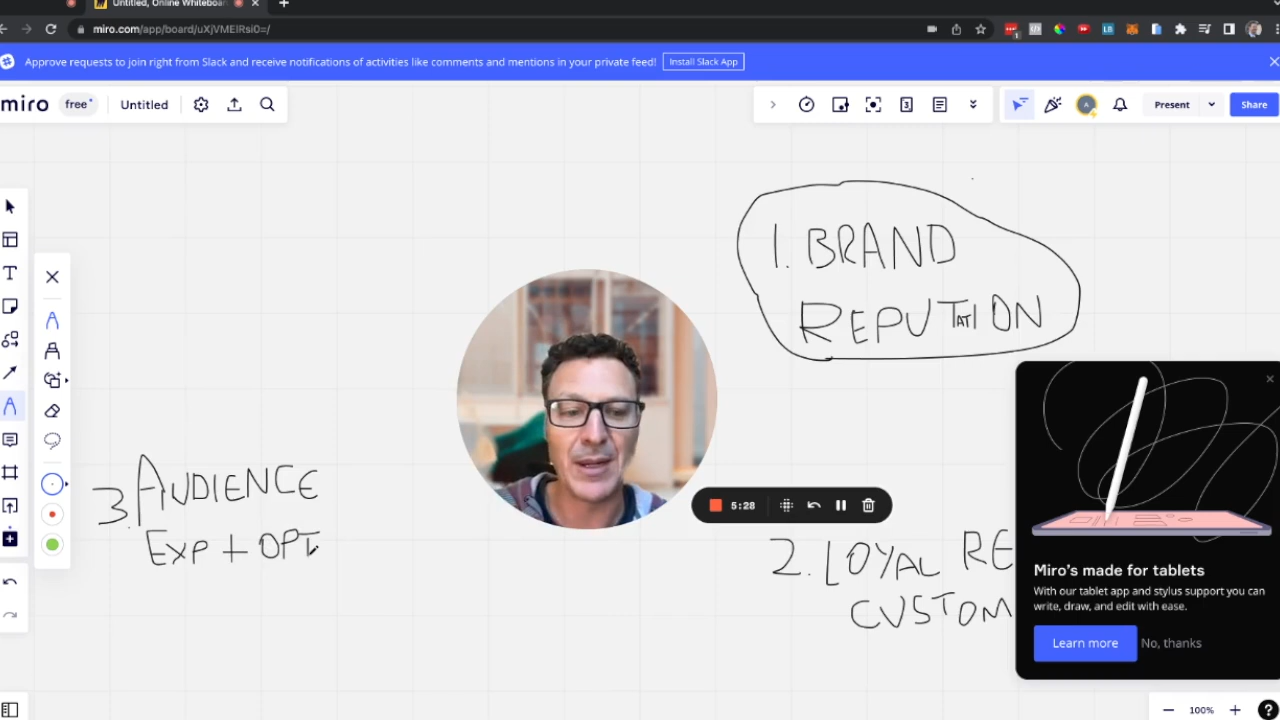 Untitled, Online Whiteboard
miro.com/app/board/uXjVMEIRsi0=/
Approve requests to join right from Slack and receive notifications of activities like comments and mentions in your private feed! Install Slack App
miro free Untitled
Present Share
1. BRAND
REPUTATION
3. AUDIENCE
EXP + OPT
5:28
2. LOYAL RE
CUSTOM
Miro's made for tablets
With our tablet app and stylus support you can
write, draw, and edit with ease.
Learn more No, thanks
100%